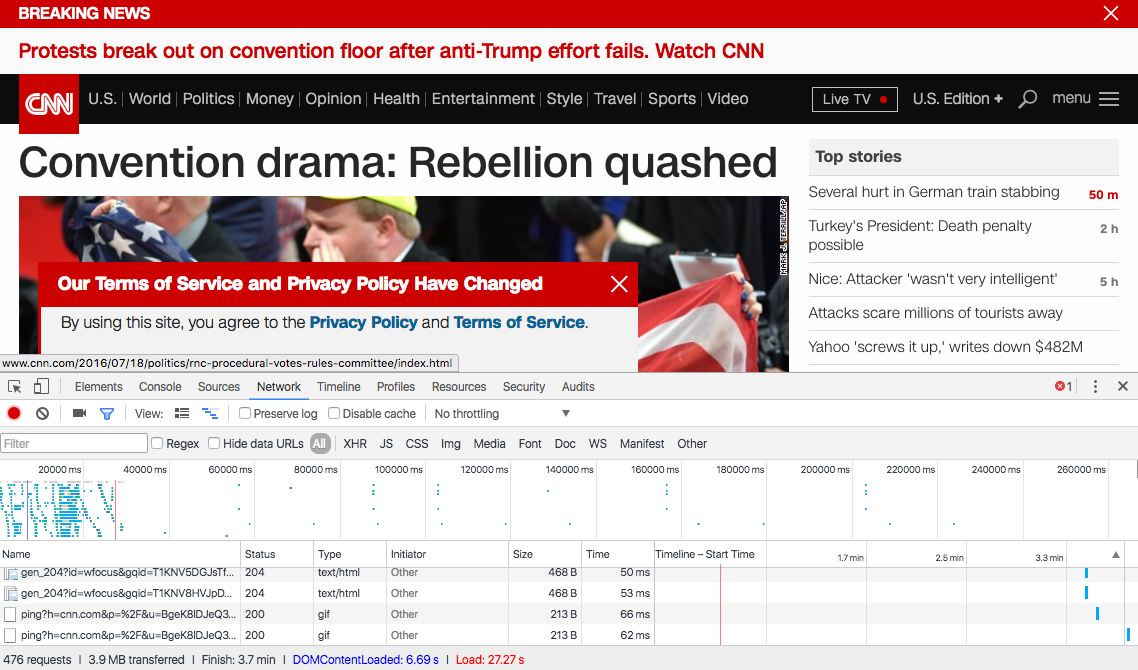 BREAKING NEWS
Protests break out on convention floor after anti-Trump effort fails. Watch CNN
CNN U.S. World Politics Money Opinion Health Entertainment Style Travel Sports Video Live TV U.S. Edition + menu
Convention drama: Rebellion quashed
MARK J. TERRILL/AP
Our Terms of Service and Privacy Policy Have Changed
By using this site, you agree to the Privacy Policy and Terms of Service.
Top stories
Several hurt in German train stabbing 50 m
Turkey's President: Death penalty 2 h
possible
Nice: Attacker 'wasn't very intelligent' 5 h
Attacks scare millions of tourists away
Yahoo 'screws it up,' writes down $482M
www.cnn.com/2016/07/18/politics/rnc-procedural-votes-rules-committee/index.html
Elements Console Sources Network Timeline Profiles Resources Security Audits 1
View: Preserve log Disable cache No throttling
Filter Regex Hide data URLs All XHR JS CSS Img Media Font Doc WS Manifest Other
20000 ms 40000 ms 60000 ms 80000 ms 100000 ms 120000 ms 140000 ms 160000 ms 180000 ms 200000 ms 220000 ms 240000 ms 260000 ms
Name Status Type Initiator Size Time Timeline – Start Time 1.7 min 2.5 min 3.3 min
gen_204?id=wfocus&gqid=T1KNV5DGJsTf... 204 text/html Other 468 B 50 ms
gen_204?id=wfocus&gqid=T1KNV8HVJpD... 204 text/html Other 468 B 53 ms
ping?h=cnn.com&p=%2F&u=BgeK8lDJeQ3... 200 gif Other 213 B 66 ms
ping?h=cnn.com&p=%2F&u=BgeK8lDJeQ3... 200 gif Other 213 B 62 ms
476 requests | 3.9 MB transferred | Finish: 3.7 min | DOMContentLoaded: 6.69 s | Load: 27.27 s